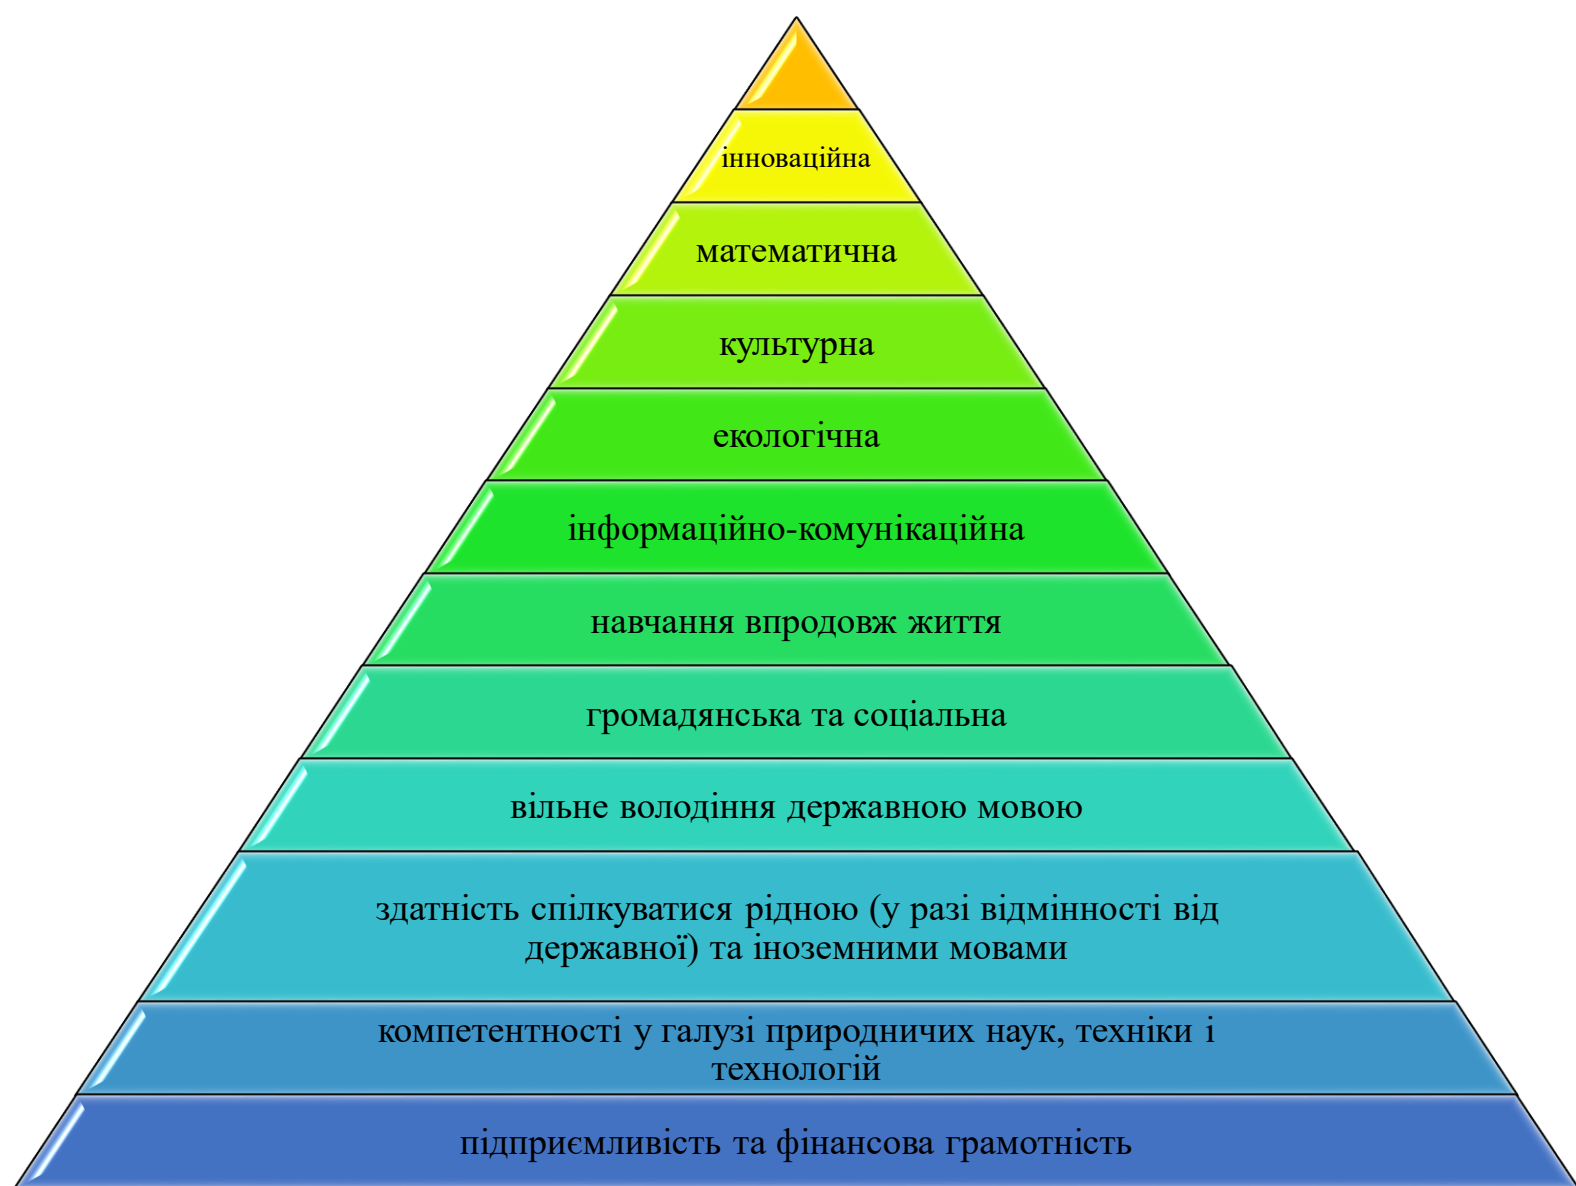 інноваційна
математична
культурна
екологічна
інформаційно-комунікаційна
навчання впродовж життя
громадянська та соціальна
вільне володіння державною мовою
здатність спілкуватися рідною (у разі відмінності від
державної) та іноземними мовами
компетентності у галузі природничих наук, техніки і
технологій
підприємливість та фінансова грамотність